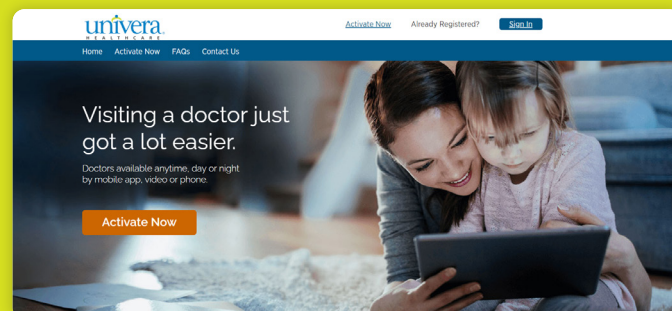 univera
HEALTHCARE
Activate Now Already Registered? Sign In
Home Activate Now FAQs Contact Us
Visiting a doctor just
got a lot easier.
Doctors available anytime, day or night
by mobile app, video or phone.
Activate Now